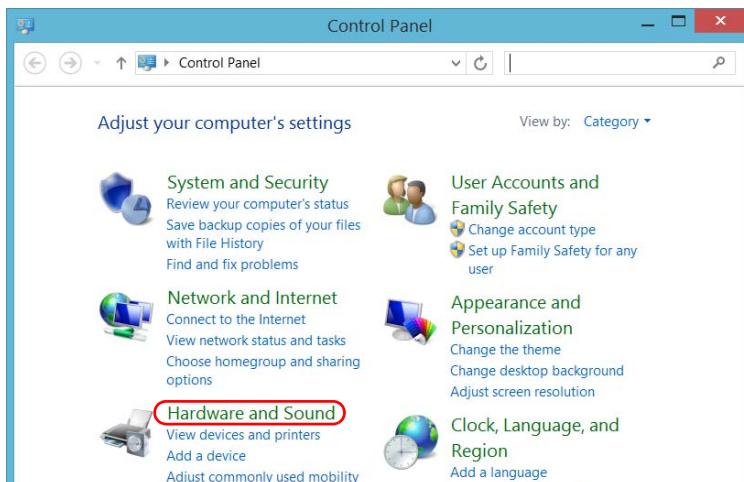 Control Panel
Control Panel
Adjust your computer's settings
View by: Category
System and Security
Review your computer's status
Save backup copies of your files
with File History
Find and fix problems
Network and Internet
Connect to the Internet
View network status and tasks
Choose homegroup and sharing
options
Hardware and Sound
View devices and printers
Add a device
Adjust commonly used mobility
User Accounts and
Family Safety
Change account type
Set up Family Safety for any
user
Appearance and
Personalization
Change the theme
Change desktop background
Adjust screen resolution
Clock, Language, and
Region
Add a language